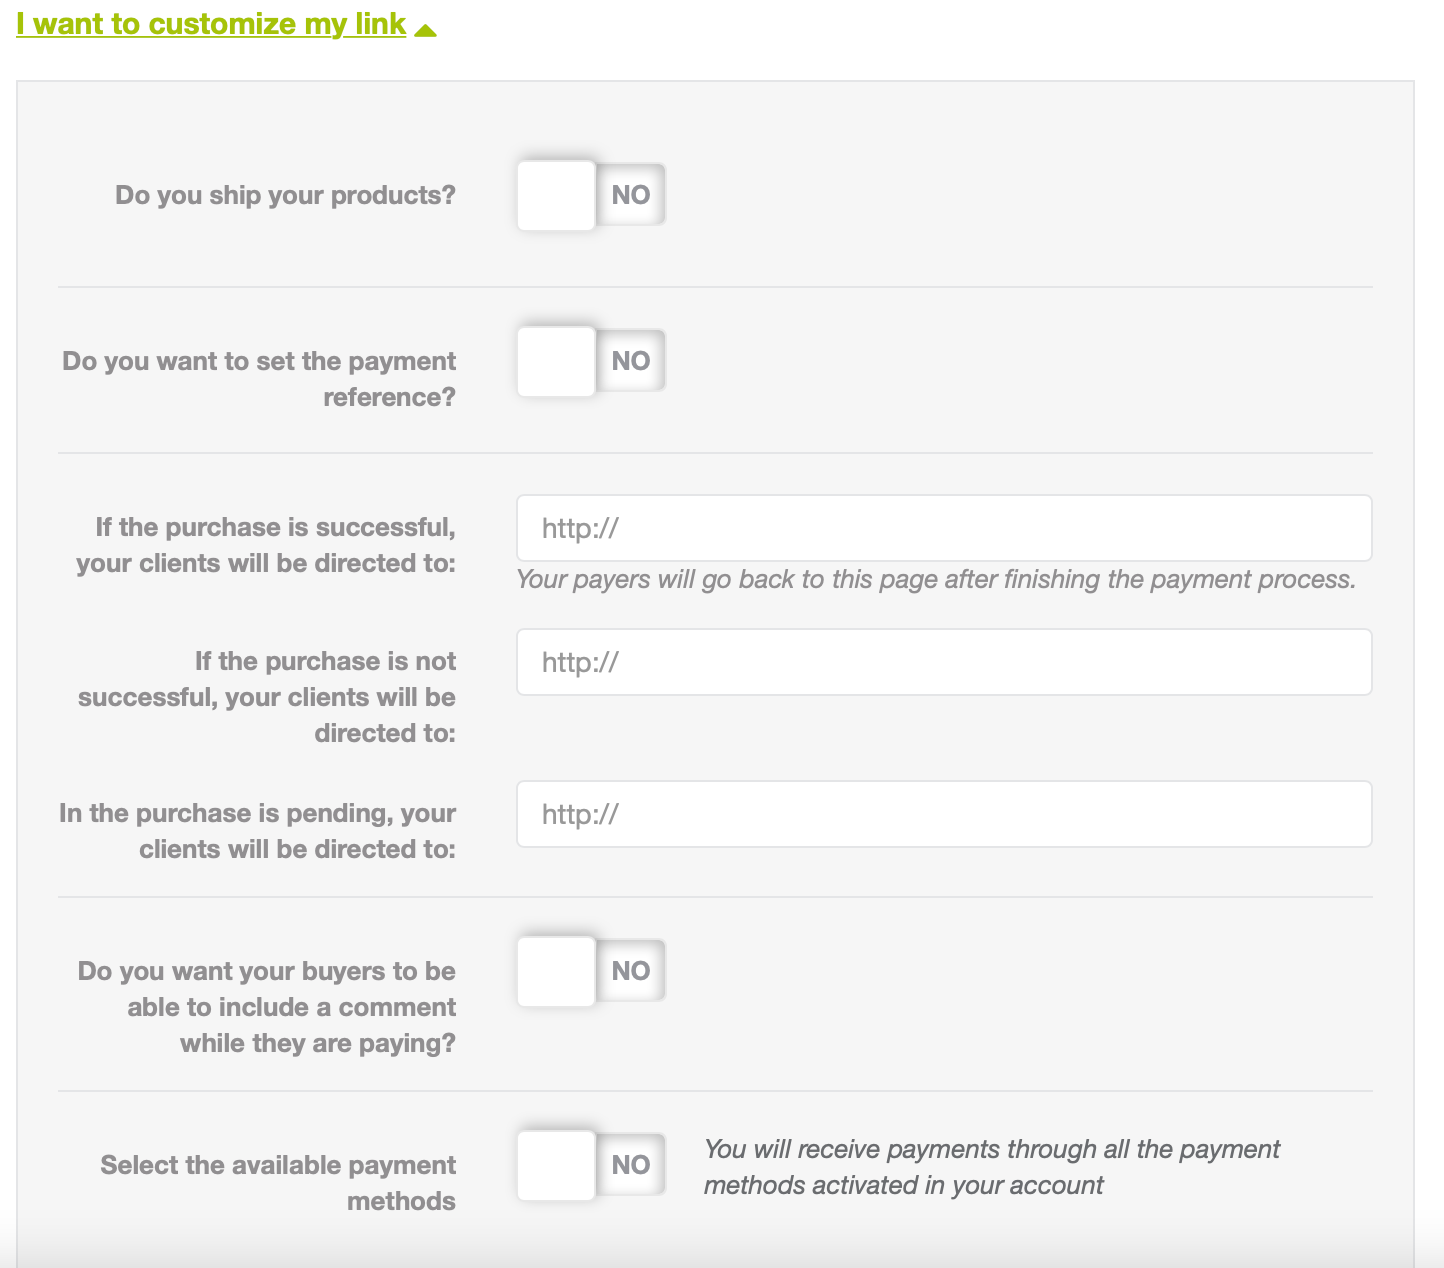 I want to customize my link
Do you ship your products?
NO
Do you want to set the payment
reference?
NO
If the purchase is successful,
your clients will be directed to:
http://
Your payers will go back to this page after finishing the payment process.
If the purchase is not
successful, your clients will be
directed to:
http://
In the purchase is pending, your
clients will be directed to:
http://
Do you want your buyers to be
able to include a comment
while they are paying?
NO
Select the available payment
methods
NO
You will receive payments through all the payment
methods activated in your account